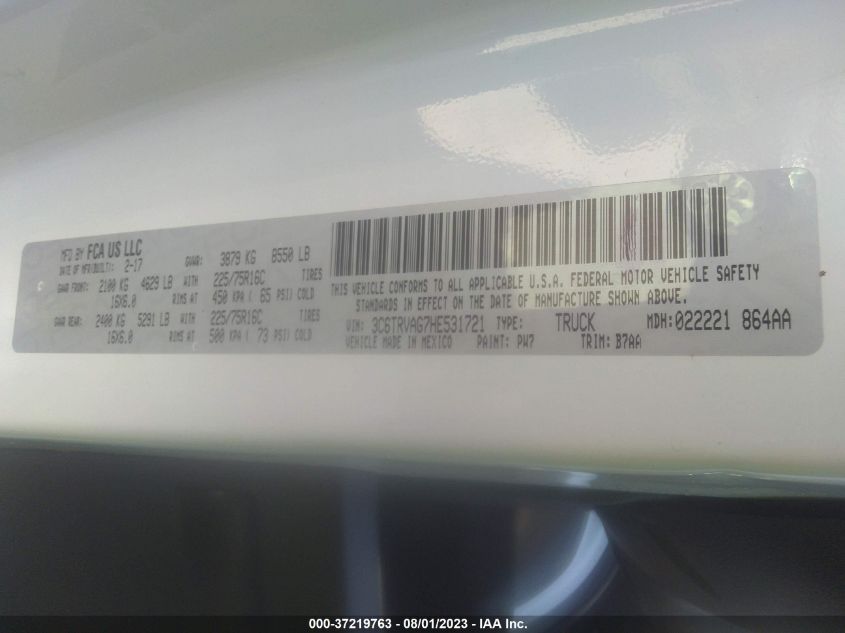 MFD BY FCA US LLC
DATE OF MFR(BUILT): 2-17 GVWR: 3879 KG 8550 LB
GAWR FRONT: 2100 KG 4629 LB WITH 225/75R16C TIRES
16X6.0 RIMS AT 450 KPA ( 65 PSI) COLD
GAWR REAR: 2400 KG 5291 LB WITH 225/75R16C TIRES
16X6.0 RIMS AT 500 KPA ( 73 PSI) COLD
THIS VEHICLE CONFORMS TO ALL APPLICABLE U.S.A. FEDERAL MOTOR VEHICLE SAFETY
STANDARDS IN EFFECT ON THE DATE OF MANUFACTURE SHOWN ABOVE.
VIN: 3C6TRVAG7HE531721 TYPE: TRUCK MDH:022221 864AA
VEHICLE MADE IN MEXICO PAINT: PW7 TRIM: B7AA
000-37219763 - 08/01/2023 - IAA Inc.